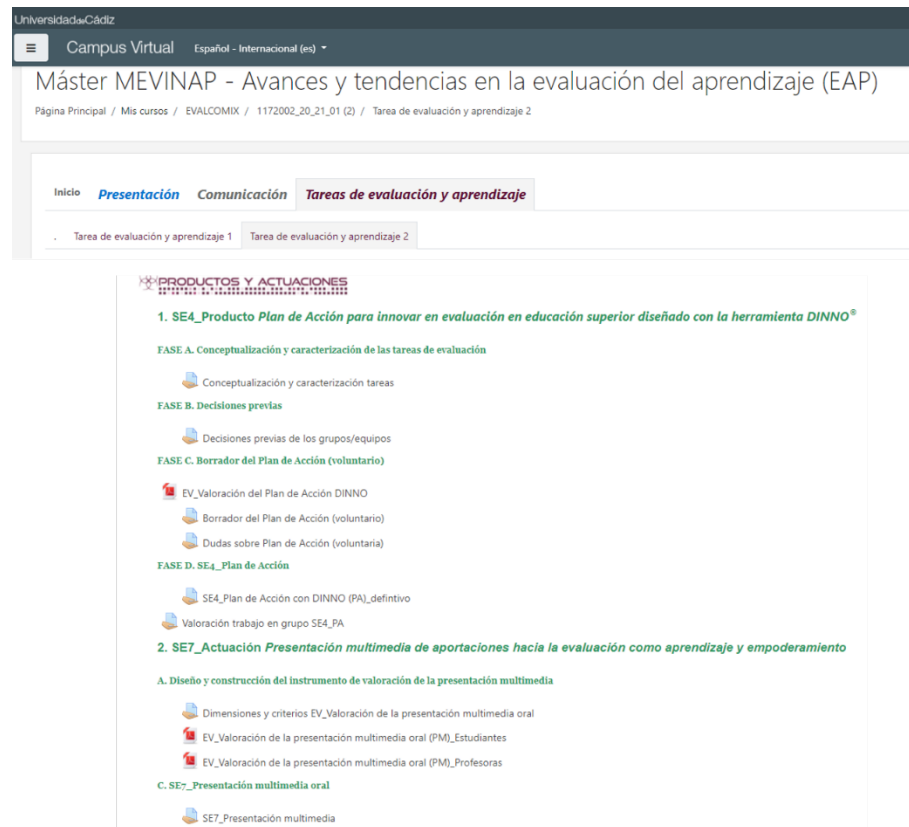 UniversidaddeCádiz
Campus Virtual Español - Internacional (es)
Máster MEVINAP - Avances y tendencias en la evaluación del aprendizaje (EAP)
Página Principal / Mis cursos / EVALCOMIX / 1172002_20_21_01 (2) / Tarea de evaluación y aprendizaje 2
Inicio Presentación Comunicación Tareas de evaluación y aprendizaje
. Tarea de evaluación y aprendizaje 1 Tarea de evaluación y aprendizaje 2
PRODUCTOS Y ACTUACIONES
1. SE4_Producto Plan de Acción para innovar en evaluación en educación superior diseñado con la herramienta DINNO®
FASE A. Conceptualización y caracterización de las tareas de evaluación
Conceptualización y caracterización tareas
FASE B. Decisiones previas
Decisiones previas de los grupos/equipos
FASE C. Borrador del Plan de Acción (voluntario)
EV_Valoración del Plan de Acción DINNO
Borrador del Plan de Acción (voluntario)
Dudas sobre Plan de Acción (voluntaria)
FASE D. SE4_Plan de Acción
SE4_Plan de Acción con DINNO (PA)_defintivo
Valoración trabajo en grupo SE4_PA
2. SE7_Actuación Presentación multimedia de aportaciones hacia la evaluación como aprendizaje y empoderamiento
A. Diseño y construcción del instrumento de valoración de la presentación multimedia
Dimensiones y criterios EV_Valoración de la presentación multimedia oral
EV_Valoración de la presentación multimedia oral (PM)_Estudiantes
EV_Valoración de la presentación multimedia oral (PM)_Profesoras
C. SE7_Presentación multimedia oral
SE7_Presentación multimedia